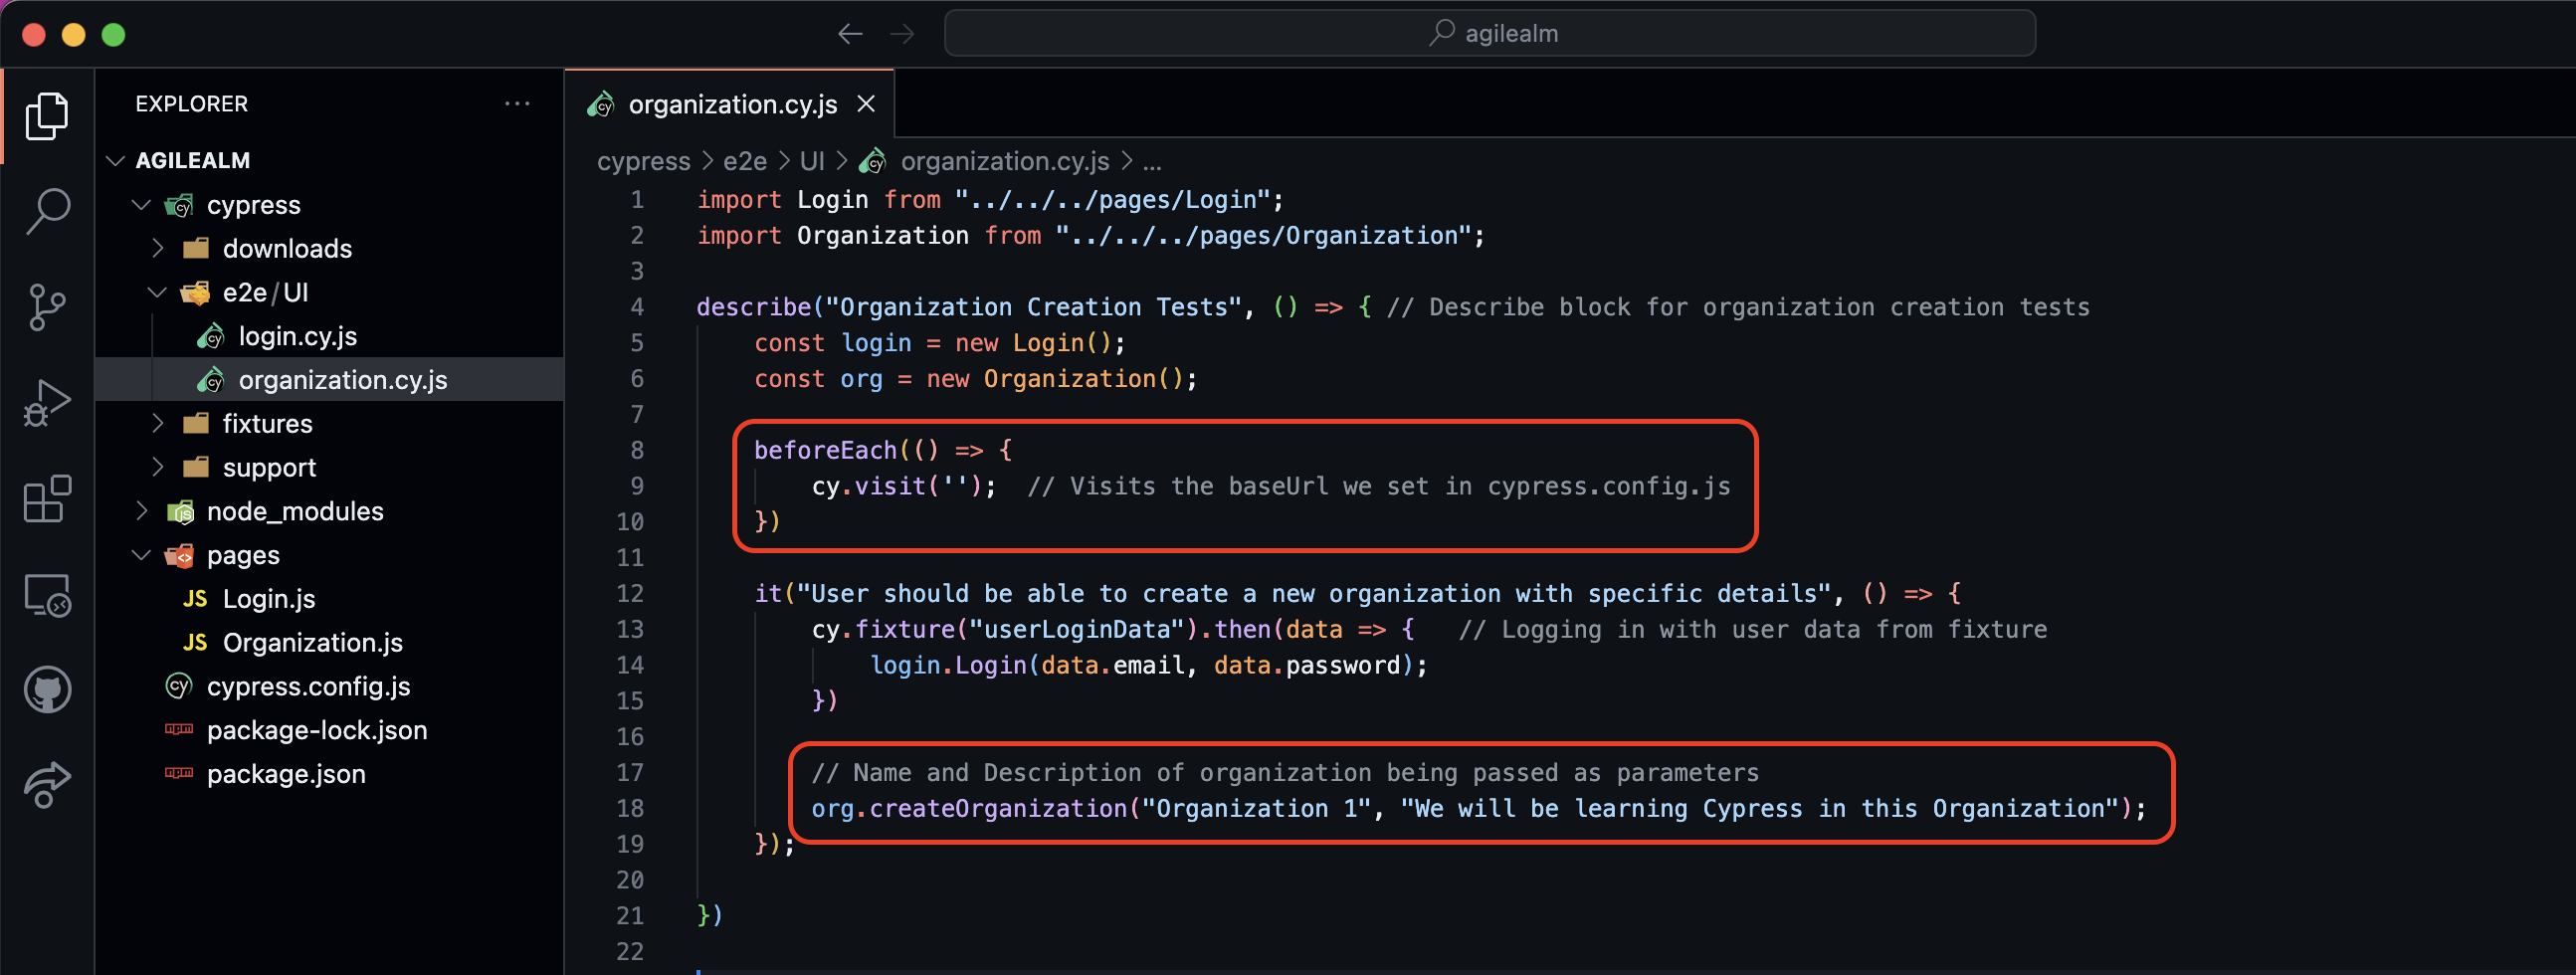 agilealm
EXPLORER
AGILEALM
cypress
downloads
e2e/UI
login.cy.js
organization.cy.js
fixtures
support
node_modules
pages
JS Login.js
JS Organization.js
cypress.config.js
package-lock.json
package.json
organization.cy.js
cypress > e2e > UI > organization.cy.js > ...
1 import Login from "../../../pages/Login";
2 import Organization from "../../../pages/Organization";
3
4 describe("Organization Creation Tests", () => { // Describe block for organization creation tests
5 const login = new Login();
6 const org = new Organization();
7
8 beforeEach(() => {
9 cy.visit(''); // Visits the baseUrl we set in cypress.config.js
10 })
11
12 it("User should be able to create a new organization with specific details", () => {
13 cy.fixture("userLoginData").then(data => { // Logging in with user data from fixture
14 login.Login(data.email, data.password);
15 })
16
17 // Name and Description of organization being passed as parameters
18 org.createOrganization("Organization 1", "We will be learning Cypress in this Organization");
19 });
20
21 })
22